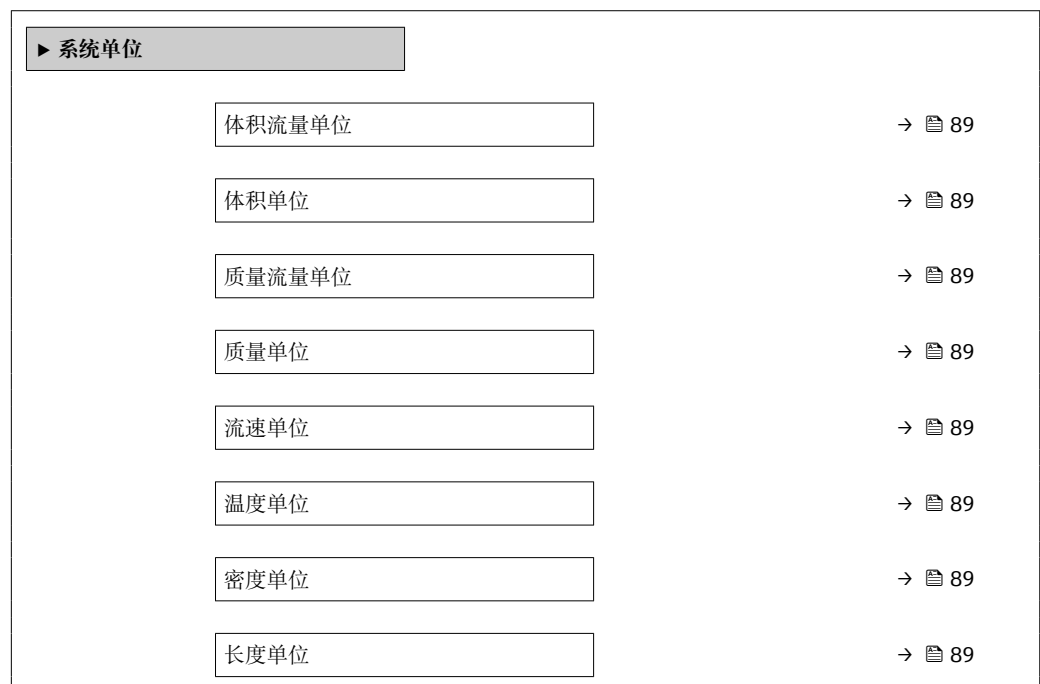 ▶ 系统单位
体积流量单位 → 🖺 89
体积单位 → 🖺 89
质量流量单位 → 🖺 89
质量单位 → 🖺 89
流速单位 → 🖺 89
温度单位 → 🖺 89
密度单位 → 🖺 89
长度单位 → 🖺 89